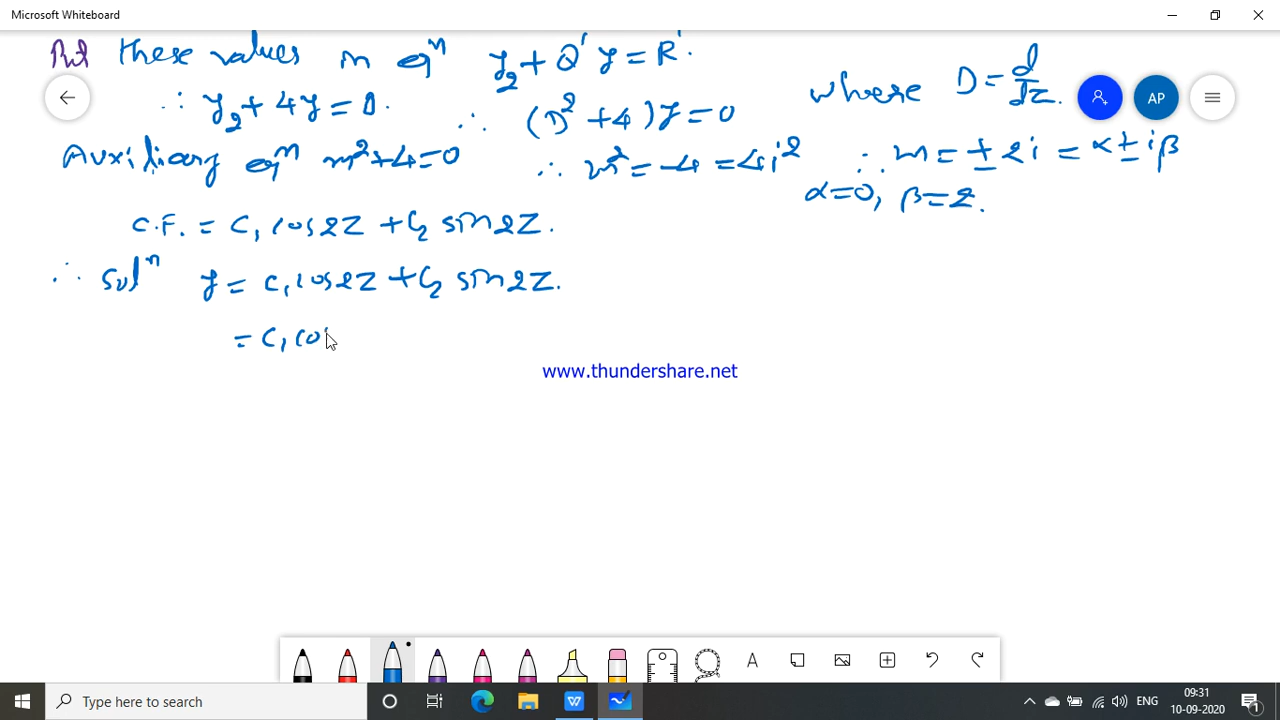 Microsoft Whiteboard
Put these values in eqⁿ y₂ + Q' y = R'.
∴ y₂ + 4y = 0. ∴ (D² + 4) y = 0 where D = d/dz.
Auxiliary eqⁿ m² + 4 = 0 ∴ m² = -4 = 4i² ∴ m = ± 2i = α ± iβ
α = 0, β = 2.
C.F. = C₁ cos 2Z + C₂ sin 2Z.
∴ Solⁿ y = C₁ cos 2Z + C₂ sin 2Z.
= C₁ cos
www.thundershare.net
AP
A
Type here to search
ENG
09:31
10-09-2020
1